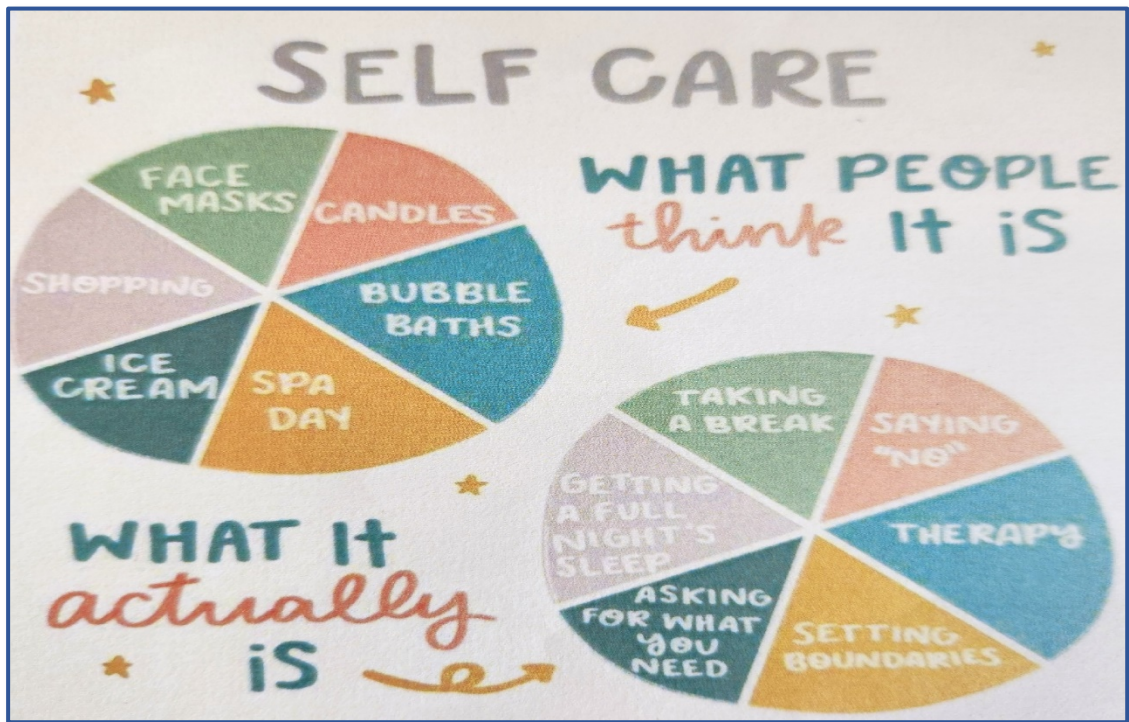 SELF CARE
WHAT PEOPLE
think IT IS
FACE
MASKS
CANDLES
SHOPPING
BUBBLE
BATHS
ICE
CREAM
SPA
DAY
WHAT IT
actually
IS
TAKING
A BREAK
SAYING
"NO"
GETTING
A FULL
NIGHT'S
SLEEP
THERAPY
ASKING
FOR WHAT
YOU
NEED
SETTING
BOUNDARIES